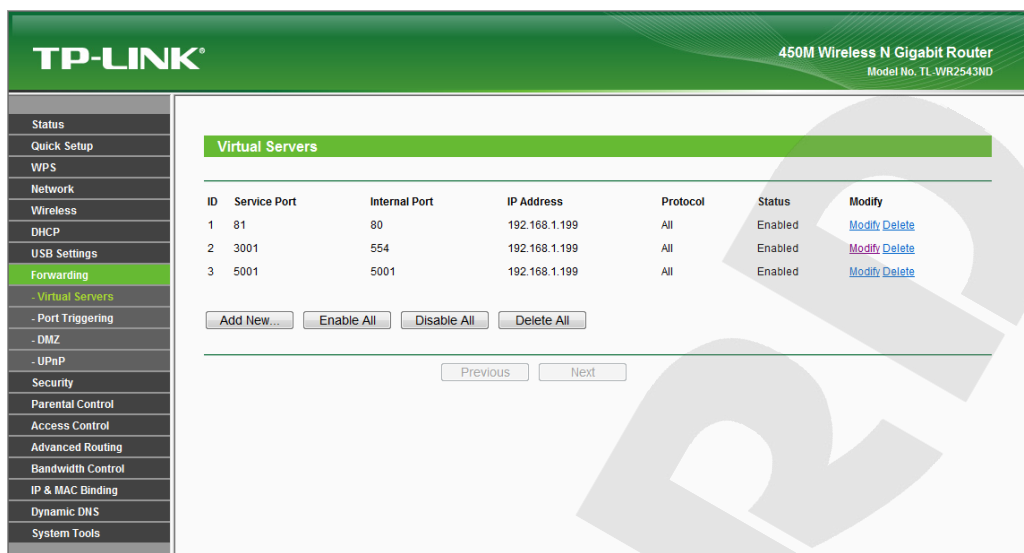 TP-LINK®
450M Wireless N Gigabit Router
Model No. TL-WR2543ND
Status
Quick Setup
WPS
Network
Wireless
DHCP
USB Settings
Forwarding
- Virtual Servers
- Port Triggering
- DMZ
- UPnP
Security
Parental Control
Access Control
Advanced Routing
Bandwidth Control
IP & MAC Binding
Dynamic DNS
System Tools
Virtual Servers
ID Service Port Internal Port IP Address Protocol Status Modify
1 81 80 192.168.1.199 All Enabled Modify Delete
2 3001 554 192.168.1.199 All Enabled Modify Delete
3 5001 5001 192.168.1.199 All Enabled Modify Delete
Add New... Enable All Disable All Delete All
Previous Next